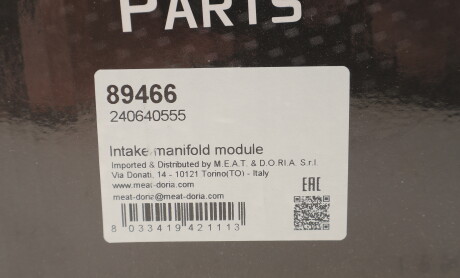 PARTS
89466
240640555
Intake manifold module
Imported & Distributed by M.E.A.T. & D.O.R.I.A. S.r.l.
Via Donati, 14 - 10121 Torino(TO) - Italy
www.meat-doria.com
meat-doria@meat-doria.com
EAC
8 033419 421113